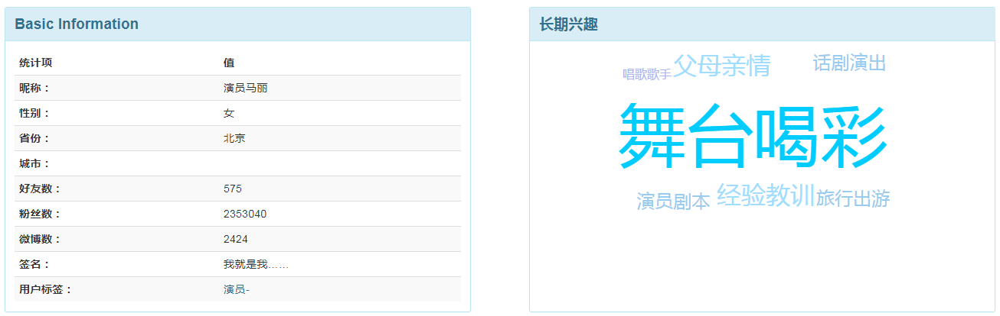 Basic Information
统计项 值
昵称： 演员马丽
性别： 女
省份： 北京
城市：
好友数： 575
粉丝数： 2353040
微博数： 2424
签名： 我就是我……
用户标签： 演员-
长期兴趣
唱歌歌手 父母亲情 话剧演出
舞台喝彩
演员剧本 经验教训 旅行出游